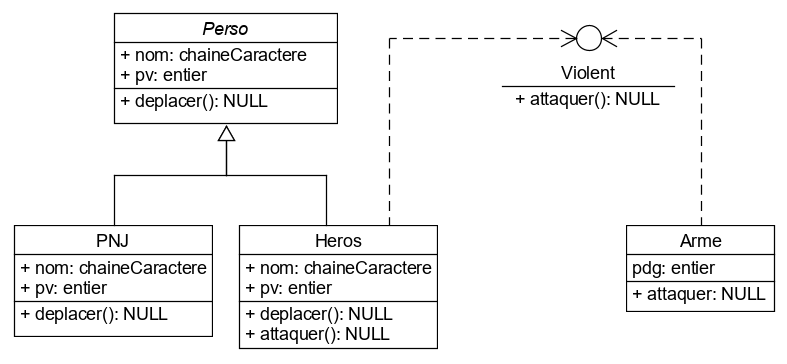 Perso
+ nom: chaineCaractere
+ pv: entier
+ deplacer(): NULL
Violent
+ attaquer(): NULL
PNJ
+ nom: chaineCaractere
+ pv: entier
+ deplacer(): NULL
Heros
+ nom: chaineCaractere
+ pv: entier
+ deplacer(): NULL
+ attaquer(): NULL
Arme
pdg: entier
+ attaquer: NULL